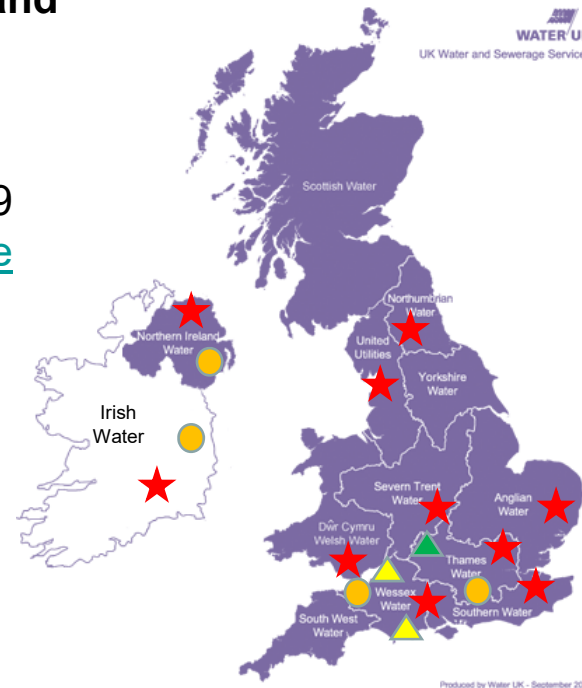 and
WATER UK
UK Water and Sewerage Service
9
e
Scottish Water
Northumbrian
Water
Northern Ireland
Water
United
Utilities
Yorkshire
Water
Irish
Water
Severn Trent
Water
Anglian
Water
Dŵr Cymru
Welsh Water
Thames
Water
Wessex
Water
Southern Water
South West
Water
Produced by Water UK - September 20